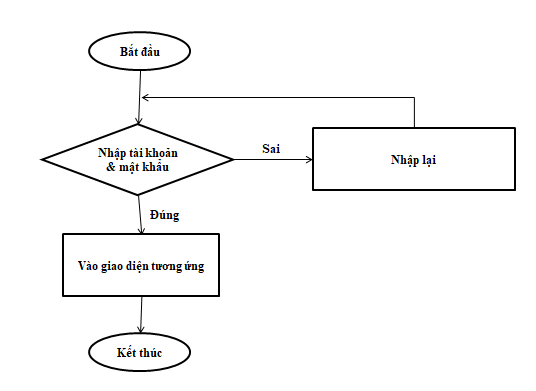 Bắt đầu
Nhập tài khoản
& mật khẩu
Sai
Nhập lại
Đúng
Vào giao diện tương ứng
Kết thúc